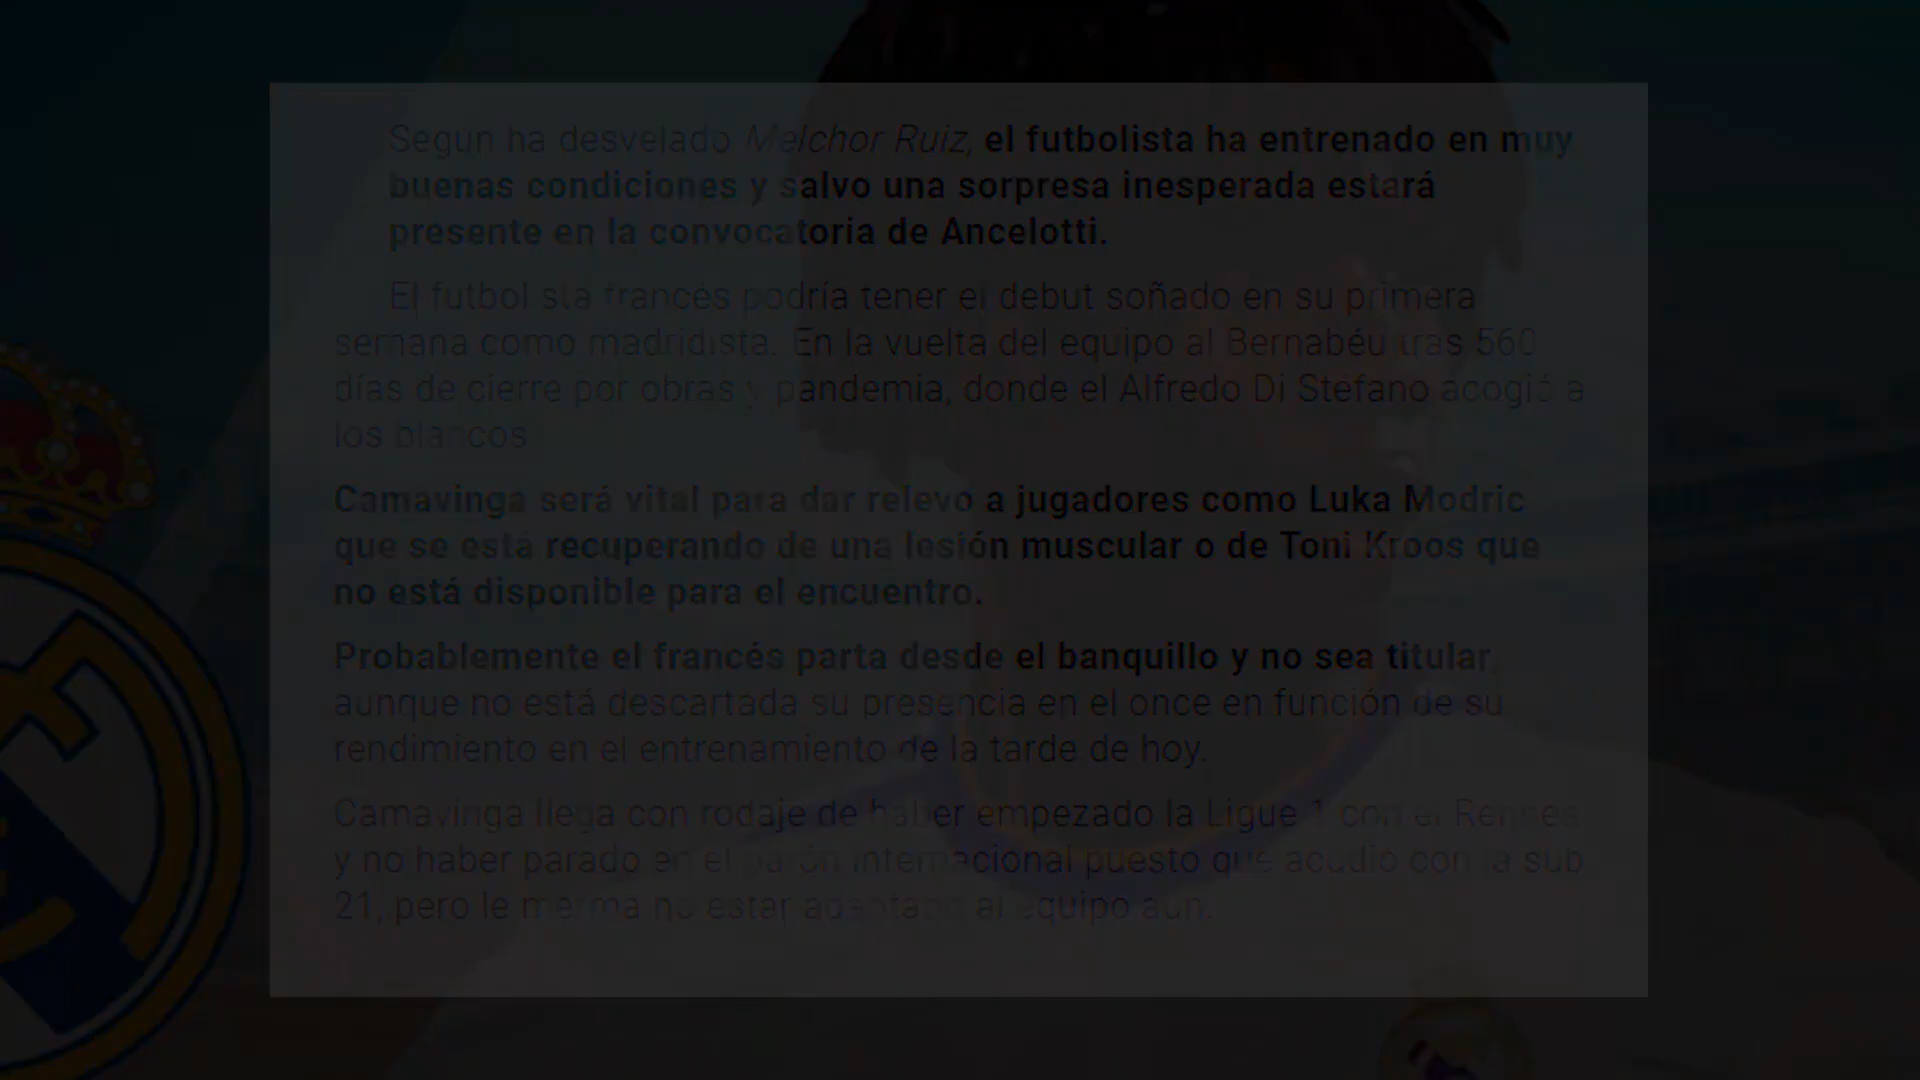 Segun ha desvelado Melchor Ruiz, el futbolista ha entrenado en muy
buenas condiciones y salvo una sorpresa inesperada estará
presente en la convocatoria de Ancelotti.
El futbolista francés podría tener el debut soñado en su primera
semana como madridista. En la vuelta del equipo al Bernabéu tras 560
días de cierre por obras y pandemia, donde el Alfredo Di Stéfano acogió a
los blancos
Camavinga será vital para dar relevo a jugadores como Luka Modric
que se está recuperando de una lesión muscular o de Toni Kroos que
no está disponible para el encuentro.
Probablemente el francés parta desde el banquillo y no sea titular,
aunque no está descartada su presencia en el once en función de su
rendimiento en el entrenamiento de la tarde de hoy.
Camavinga llega con rodaje de haber empezado la Ligue 1 con el Rennes
y no haber parado en el parón internacional puesto que acudio con la sub
21, pero le merma no estar adaptado al equipo aún.